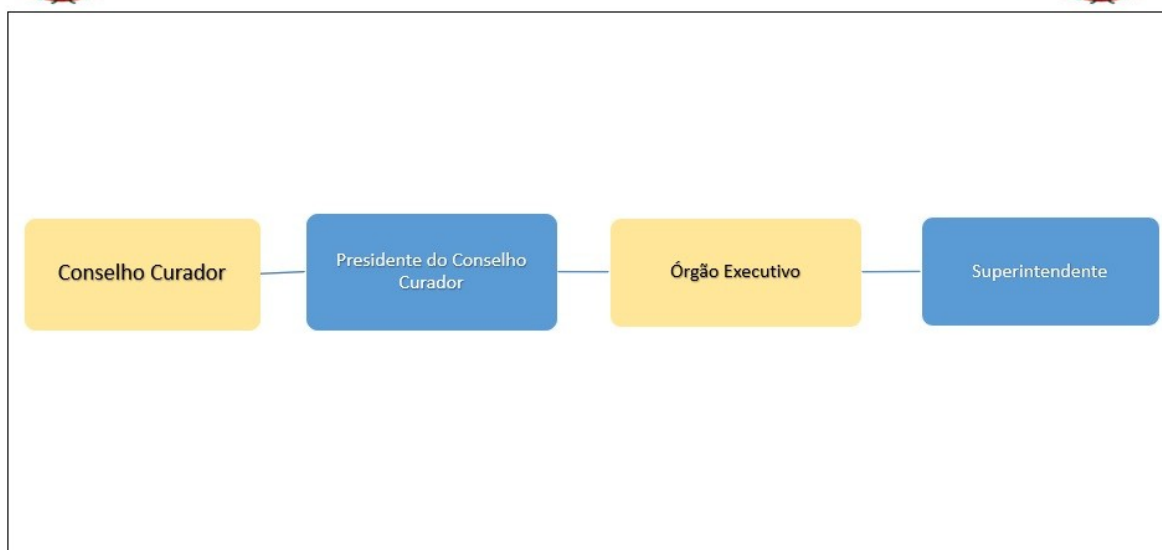 Conselho Curador
Presidente do Conselho
Curador
Órgão Executivo
Superintendente